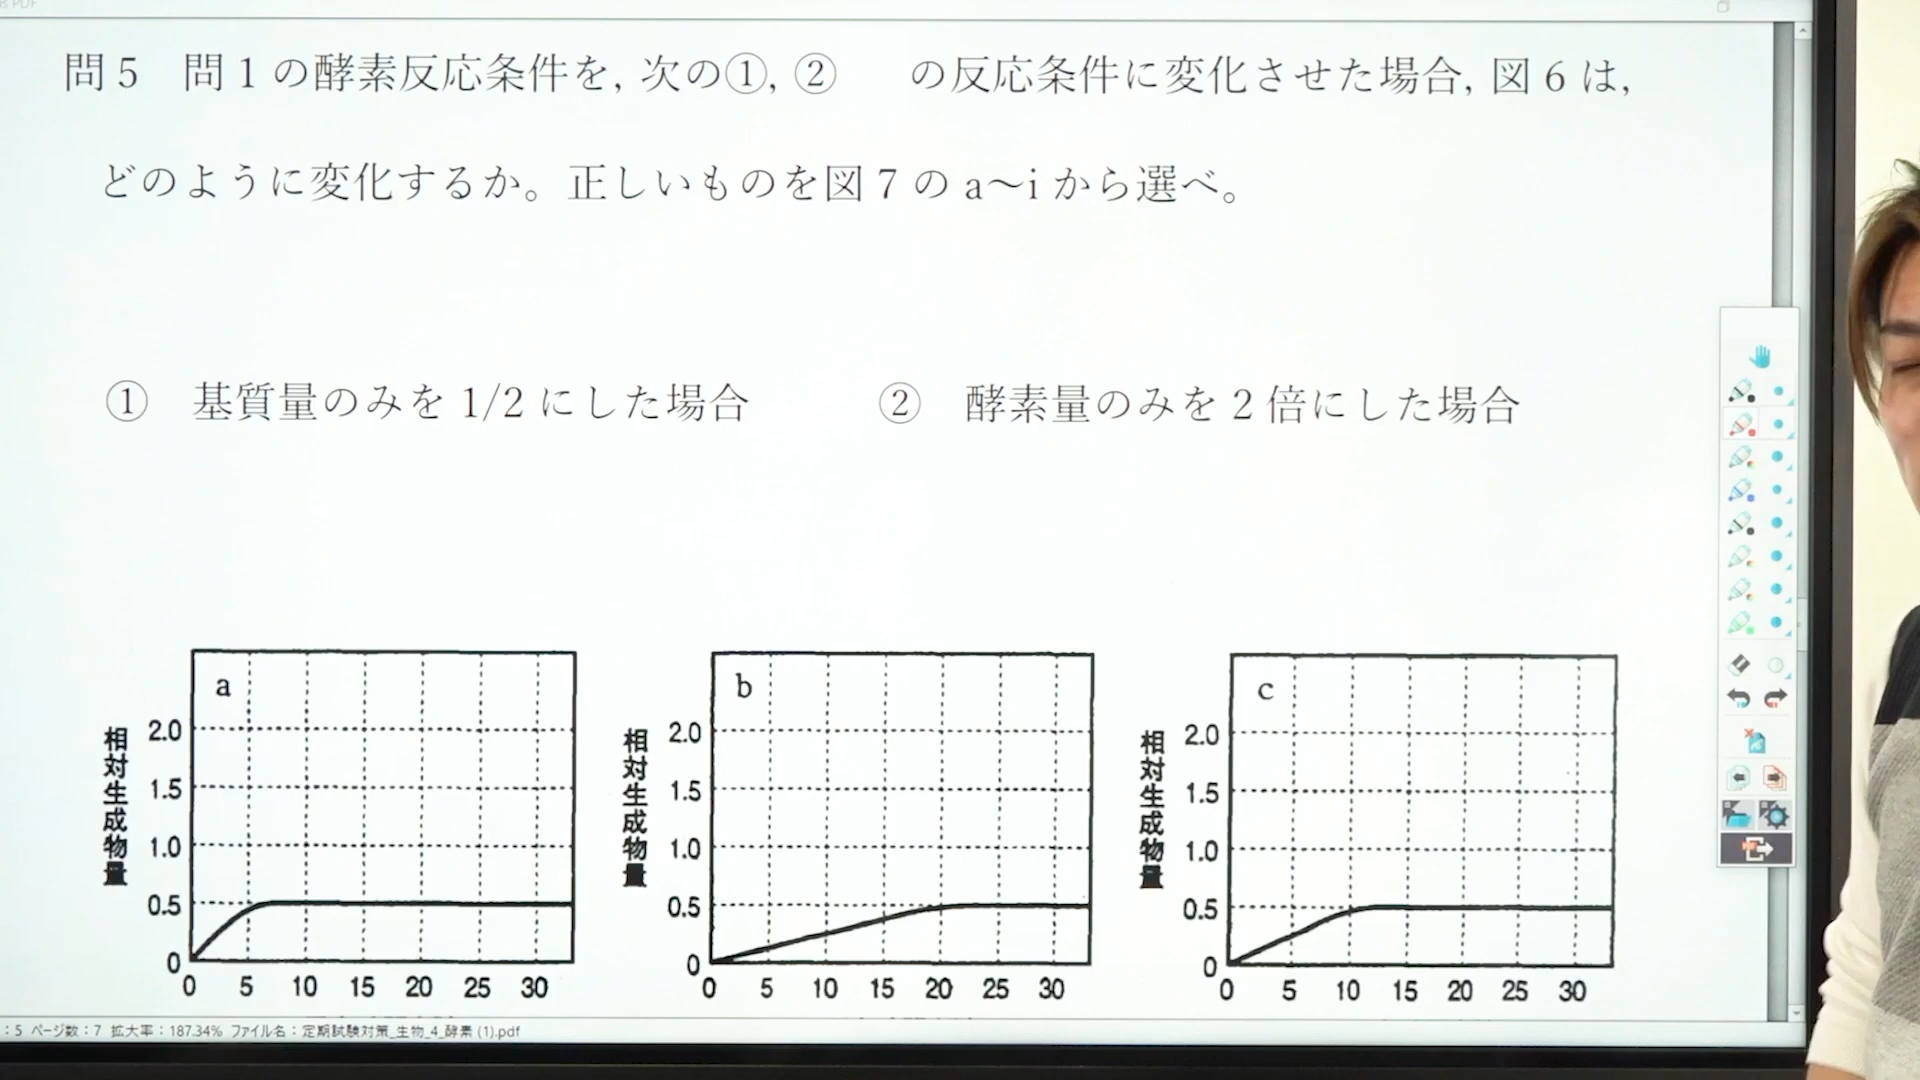 問5 問1の酵素反応条件を, 次の①, ② の反応条件に変化させた場合, 図6は,
どのように変化するか。正しいものを図7の a〜i から選べ。
① 基質量のみを 1/2 にした場合
② 酵素量のみを 2 倍にした場合
a
相対生成物量
2.0
1.5
1.0
0.5
0
0 5 10 15 20 25 30
b
相対生成物量
2.0
1.5
1.0
0.5
0
0 5 10 15 20 25 30
c
相対生成物量
2.0
1.5
1.0
0.5
0
0 5 10 15 20 25 30
: 5 ページ数 : 7 拡大率 : 187.34% ファイル名 : 定期試験対策_生物_4_酵素 (1).pdf